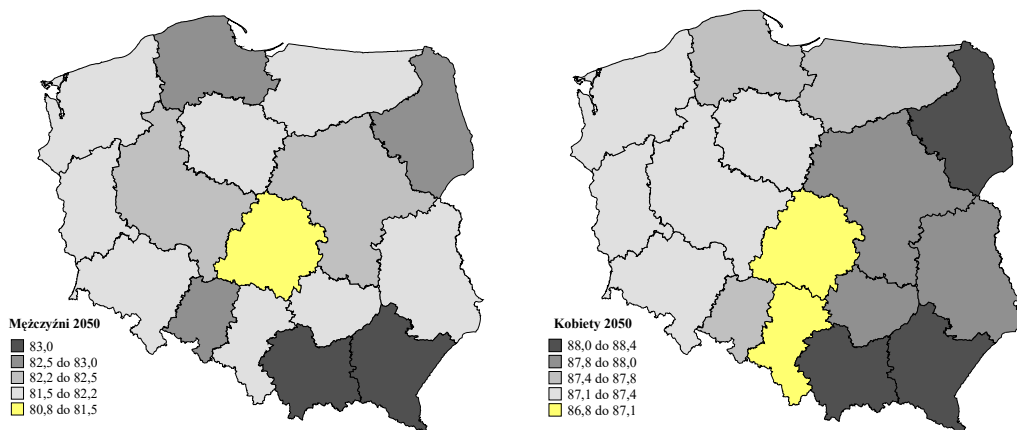 Mężczyźni 2050
83,0
82,5 do 83,0
82,2 do 82,5
81,5 do 82,2
80,8 do 81,5
Kobiety 2050
88,0 do 88,4
87,8 do 88,0
87,4 do 87,8
87,1 do 87,4
86,8 do 87,1